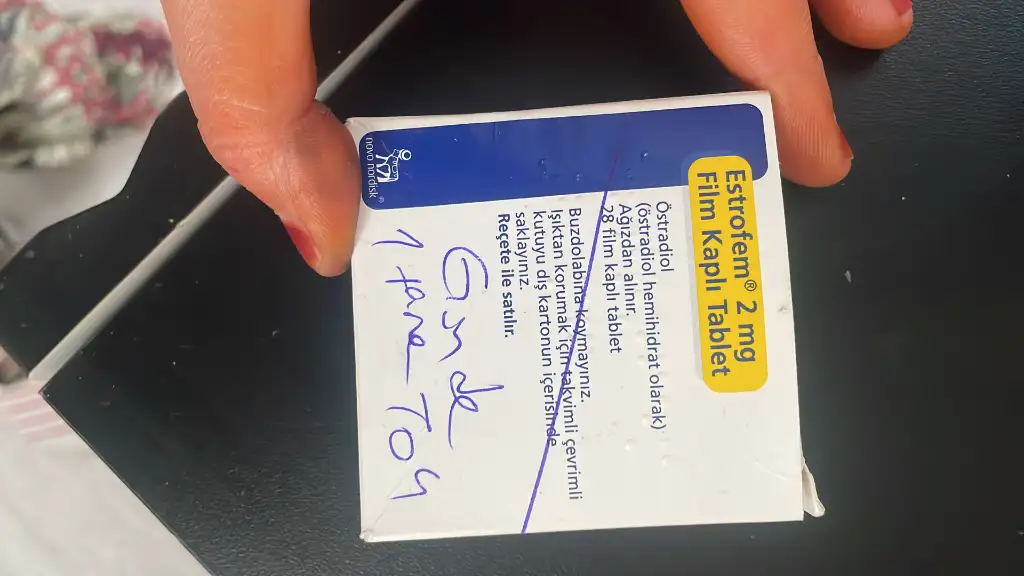 Estrofem® 2 mg
Film Kaplı Tablet
Östradiol
(östradiol hemihidrat olarak)
Ağızdan alınır.
28 film kaplı tablet
Buzdolabına koymayınız.
Işıktan korumak için takvimli çevrimli
kutuyu dış kartonun içerisinde
saklayınız.
Reçete ile satılır.
novo nordisk®
Günde
1 tane TOK